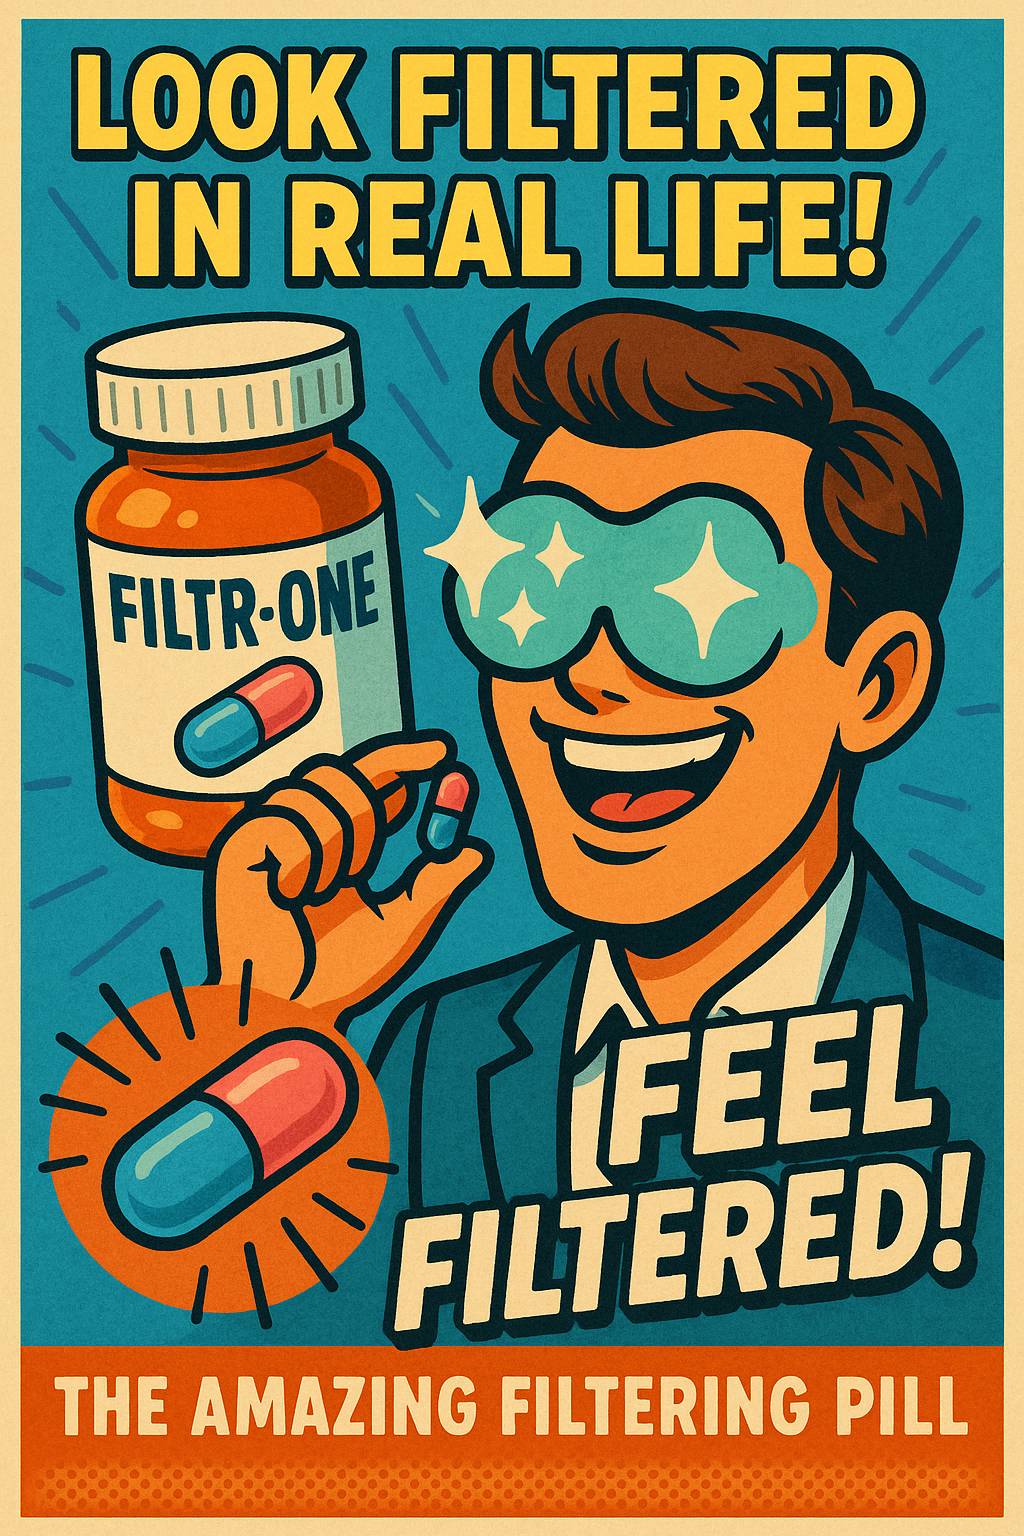 LOOK FILTERED
IN REAL LIFE!
FILTR-ONE
FEEL
FILTERED!
THE AMAZING FILTERING PILL